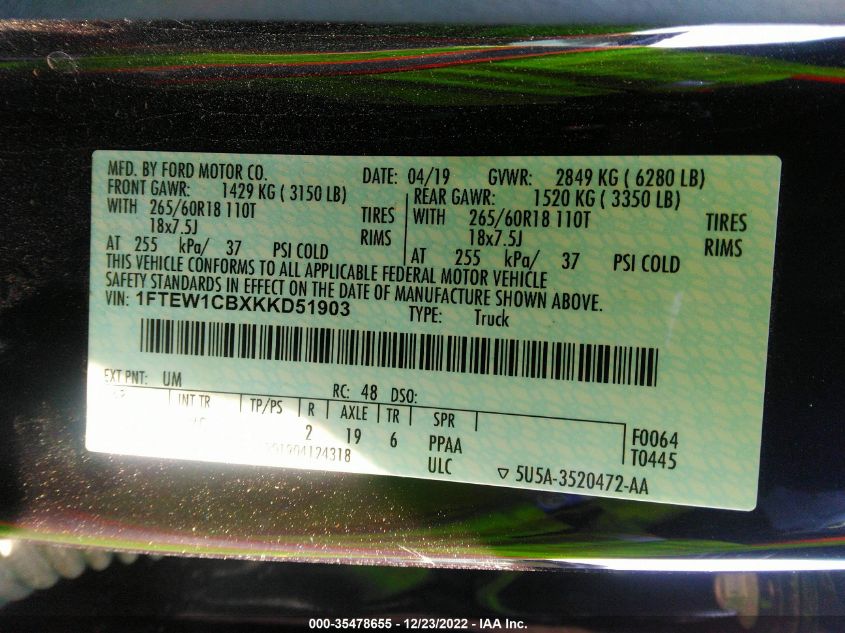 MFD. BY FORD MOTOR CO. DATE: 04/19 GVWR: 2849 KG ( 6280 LB)
FRONT GAWR: 1429 KG ( 3150 LB) REAR GAWR: 1520 KG ( 3350 LB)
WITH 265/60R18 110T TIRES WITH 265/60R18 110T TIRES
18x7.5J RIMS 18x7.5J RIMS
AT 255 kPa/ 37 PSI COLD AT 255 kPa/ 37 PSI COLD
THIS VEHICLE CONFORMS TO ALL APPLICABLE FEDERAL MOTOR VEHICLE
SAFETY STANDARDS IN EFFECT ON THE DATE OF MANUFACTURE SHOWN ABOVE.
VIN: 1FTEW1CBXKKD51903 TYPE: Truck
EXT PNT: UM RC: 48 DSO:
INT TR TP/PS R AXLE TR SPR
2 19 6 PPAA F0064
ULC T0445
▽ 5U5A-3520472-AA
000-35478655 - 12/23/2022 - IAA Inc.